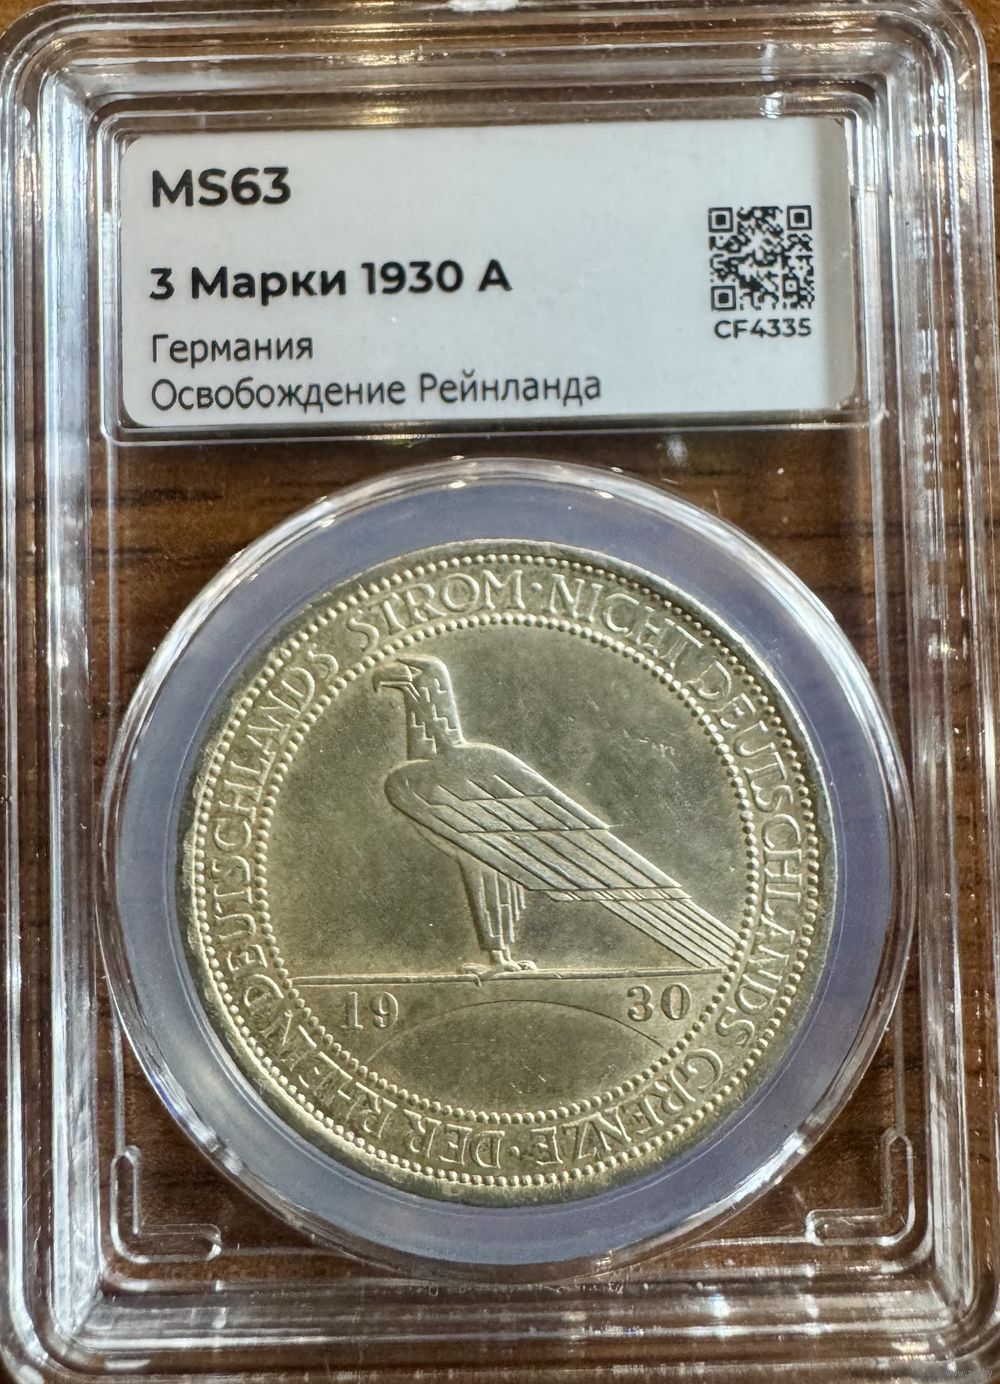 MS63
3 Марки 1930 А
Германия
Освобождение Рейнланда
CF4335
DER RHEIN DEUTSCHLANDS STROM · NICHT DEUTSCHLANDS GRENZE ·
19 30